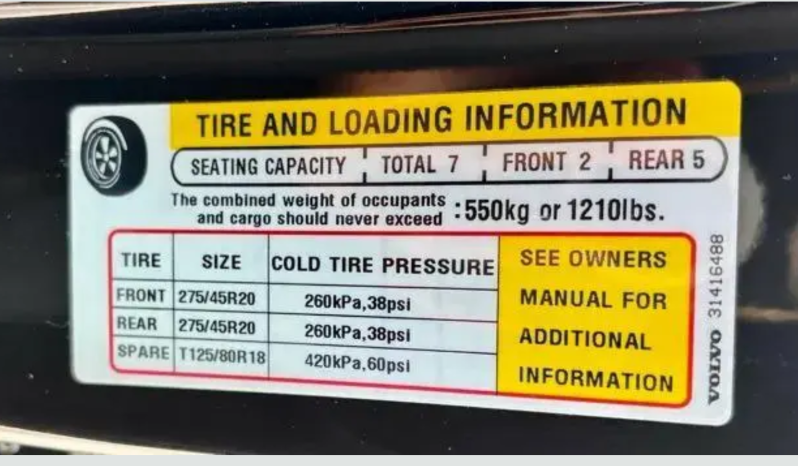 TIRE AND LOADING INFORMATION
SEATING CAPACITY TOTAL 7 FRONT 2 REAR 5
The combined weight of occupants
and cargo should never exceed :550kg or 1210lbs.
TIRE SIZE COLD TIRE PRESSURE
FRONT 275/45R20 260kPa,38psi
REAR 275/45R20 260kPa,38psi
SPARE T125/80R18 420kPa,60psi
SEE OWNERS
MANUAL FOR
ADDITIONAL
INFORMATION
VOLVO 31416488